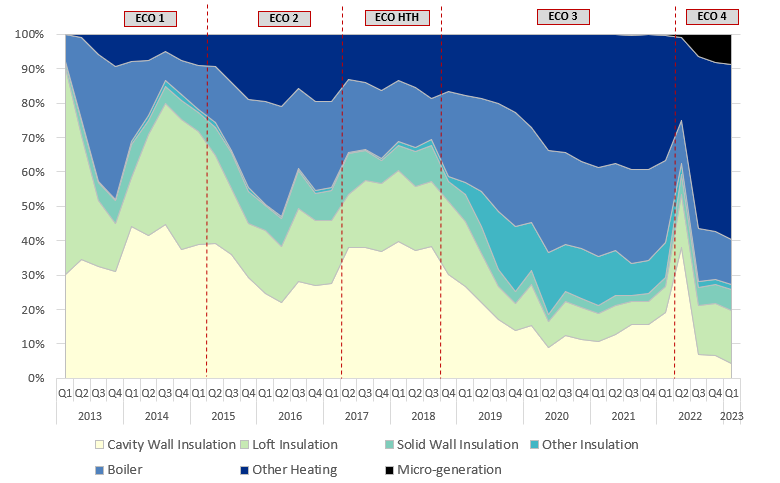 ECO 1 ECO 2 ECO HTH ECO 3 ECO 4
100%
90%
80%
70%
60%
50%
40%
30%
20%
10%
0%
Q1 Q2 Q3 Q4 Q1 Q2 Q3 Q4 Q1 Q2 Q3 Q4 Q1 Q2 Q3 Q4 Q1 Q2 Q3 Q4 Q1 Q2 Q3 Q4 Q1 Q2 Q3 Q4 Q1 Q2 Q3 Q4 Q1 Q2 Q3 Q4 Q1 Q2 Q3 Q4 Q1
2013 2014 2015 2016 2017 2018 2019 2020 2021 2022 2023
Cavity Wall Insulation Loft Insulation Solid Wall Insulation Other Insulation
Boiler Other Heating Micro-generation